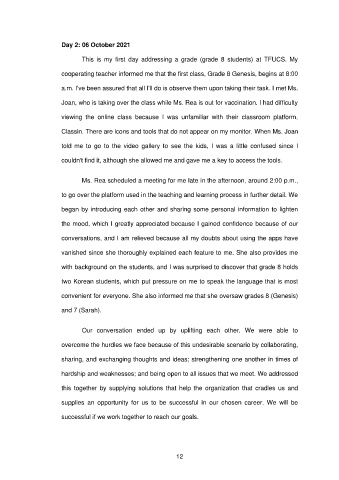 Day 2: 06 October 2021
This is my first day addressing a grade (grade 8 students) at TFUCS. My
cooperating teacher informed me that the first class, Grade 8 Genesis, begins at 8:00
a.m. I've been assured that all I'll do is observe them upon taking their task. I met Ms.
Joan, who is taking over the class while Ms. Rea is out for vaccination. I had difficulty
viewing the online class because I was unfamiliar with their classroom platform,
Classin. There are icons and tools that do not appear on my monitor. When Ms. Joan
told me to go to the video gallery to see the kids, I was a little confused since I
couldn't find it, although she allowed me and gave me a key to access the tools.
Ms. Rea scheduled a meeting for me late in the afternoon, around 2:00 p.m.,
to go over the platform used in the teaching and learning process in further detail. We
began by introducing each other and sharing some personal information to lighten
the mood, which I greatly appreciated because I gained confidence because of our
conversations, and I am relieved because all my doubts about using the apps have
vanished since she thoroughly explained each feature to me. She also provides me
with background on the students, and I was surprised to discover that grade 8 holds
two Korean students, which put pressure on me to speak the language that is most
convenient for everyone. She also informed me that she oversaw grades 8 (Genesis)
and 7 (Sarah).
Our conversation ended up by uplifting each other. We were able to
overcome the hurdles we face because of this undesirable scenario by collaborating,
sharing, and exchanging thoughts and ideas; strengthening one another in times of
hardship and weaknesses; and being open to all issues that we meet. We addressed
this together by supplying solutions that help the organization that cradles us and
supplies an opportunity for us to be successful in our chosen career. We will be
successful if we work together to reach our goals.
12